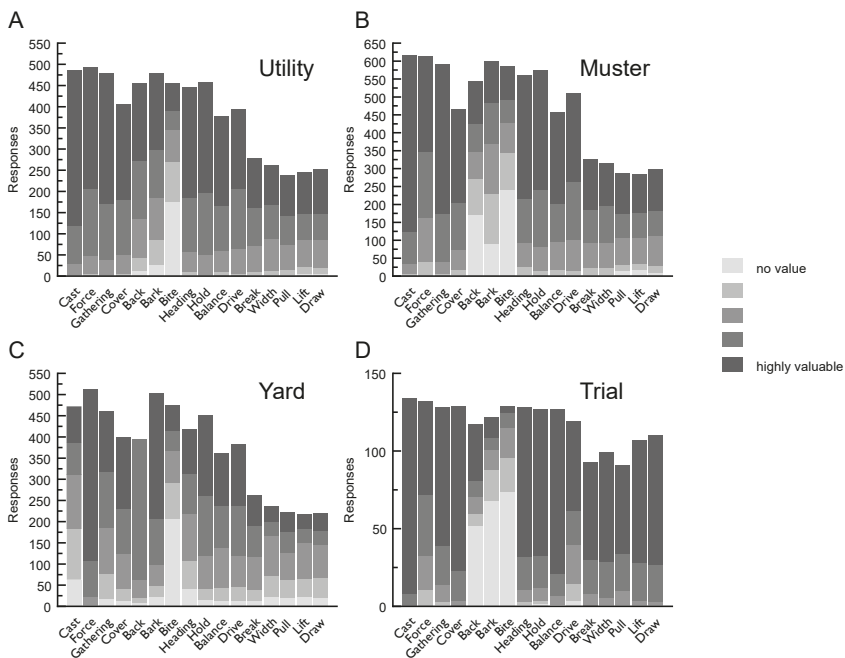 A
Utility
Responses
550
500
450
400
350
300
250
200
150
100
50
0
Cast
Force
Gathering
Cover
Back
Bark
Bite
Heading
Hold
Balance
Drive
Break
Width
Pull
Lift
Draw
B
Muster
Responses
650
600
550
500
450
400
350
300
250
200
150
100
50
0
Cast
Force
Gathering
Cover
Back
Bark
Bite
Heading
Hold
Balance
Drive
Break
Width
Pull
Lift
Draw
no value
highly valuable
C
Yard
Responses
550
500
450
400
350
300
250
200
150
100
50
0
Cast
Force
Gathering
Cover
Back
Bark
Bite
Heading
Hold
Balance
Drive
Break
Width
Pull
Lift
Draw
D
Trial
Responses
150
100
50
0
Cast
Force
Gathering
Cover
Back
Bark
Bite
Heading
Hold
Balance
Drive
Break
Width
Pull
Lift
Draw